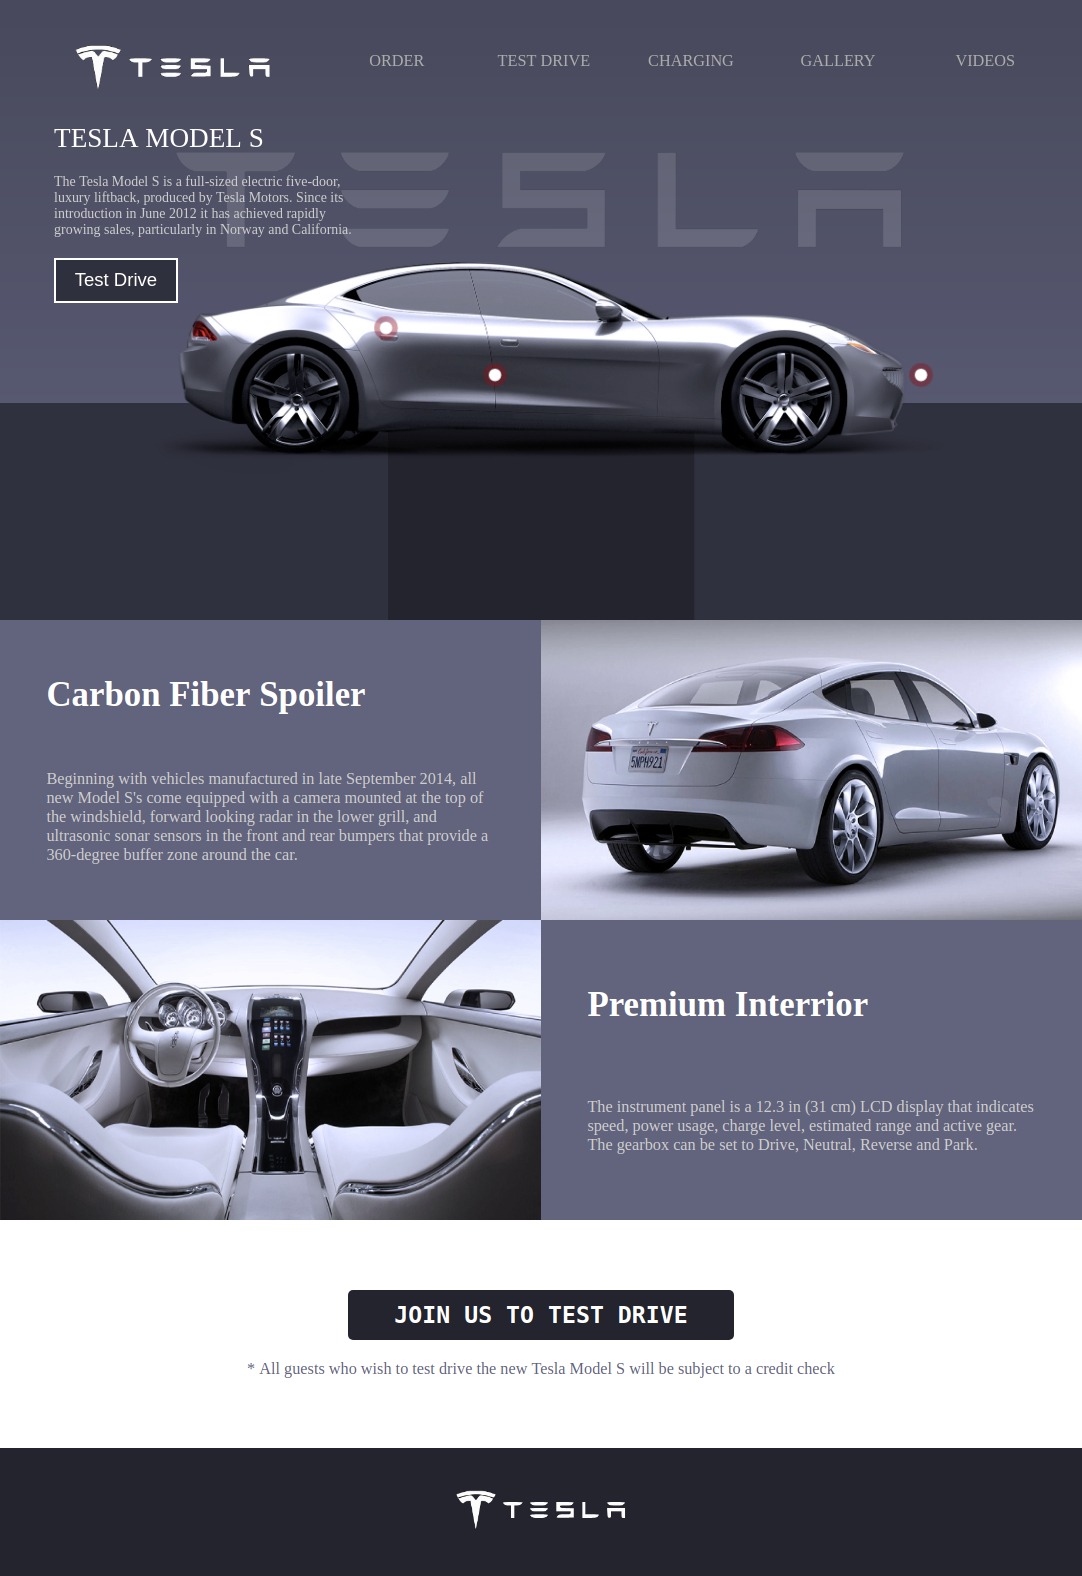 TESLA
ORDER
TEST DRIVE
CHARGING
GALLERY
VIDEOS
TESLA MODEL S
TESLA
The Tesla Model S is a full-sized electric five-door,
luxury liftback, produced by Tesla Motors. Since its
introduction in June 2012 it has achieved rapidly
growing sales, particularly in Norway and California.
Test Drive
Carbon Fiber Spoiler
Beginning with vehicles manufactured in late September 2014, all
new Model S's come equipped with a camera mounted at the top of
the windshield, forward looking radar in the lower grill, and
ultrasonic sonar sensors in the front and rear bumpers that provide a
360-degree buffer zone around the car.
California
5NPH921
Premium Interrior
The instrument panel is a 12.3 in (31 cm) LCD display that indicates
speed, power usage, charge level, estimated range and active gear.
The gearbox can be set to Drive, Neutral, Reverse and Park.
JOIN US TO TEST DRIVE
* All guests who wish to test drive the new Tesla Model S will be subject to a credit check
TESLA